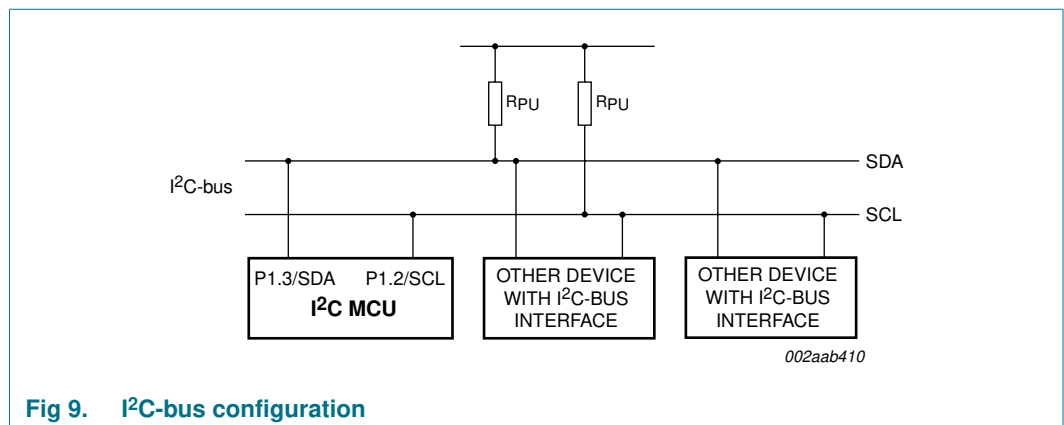 RPU RPU
SDA
I2C-bus
SCL
P1.3/SDA P1.2/SCL
I2C MCU
OTHER DEVICE
WITH I2C-BUS
INTERFACE
OTHER DEVICE
WITH I2C-BUS
INTERFACE
002aab410
Fig 9. I2C-bus configuration